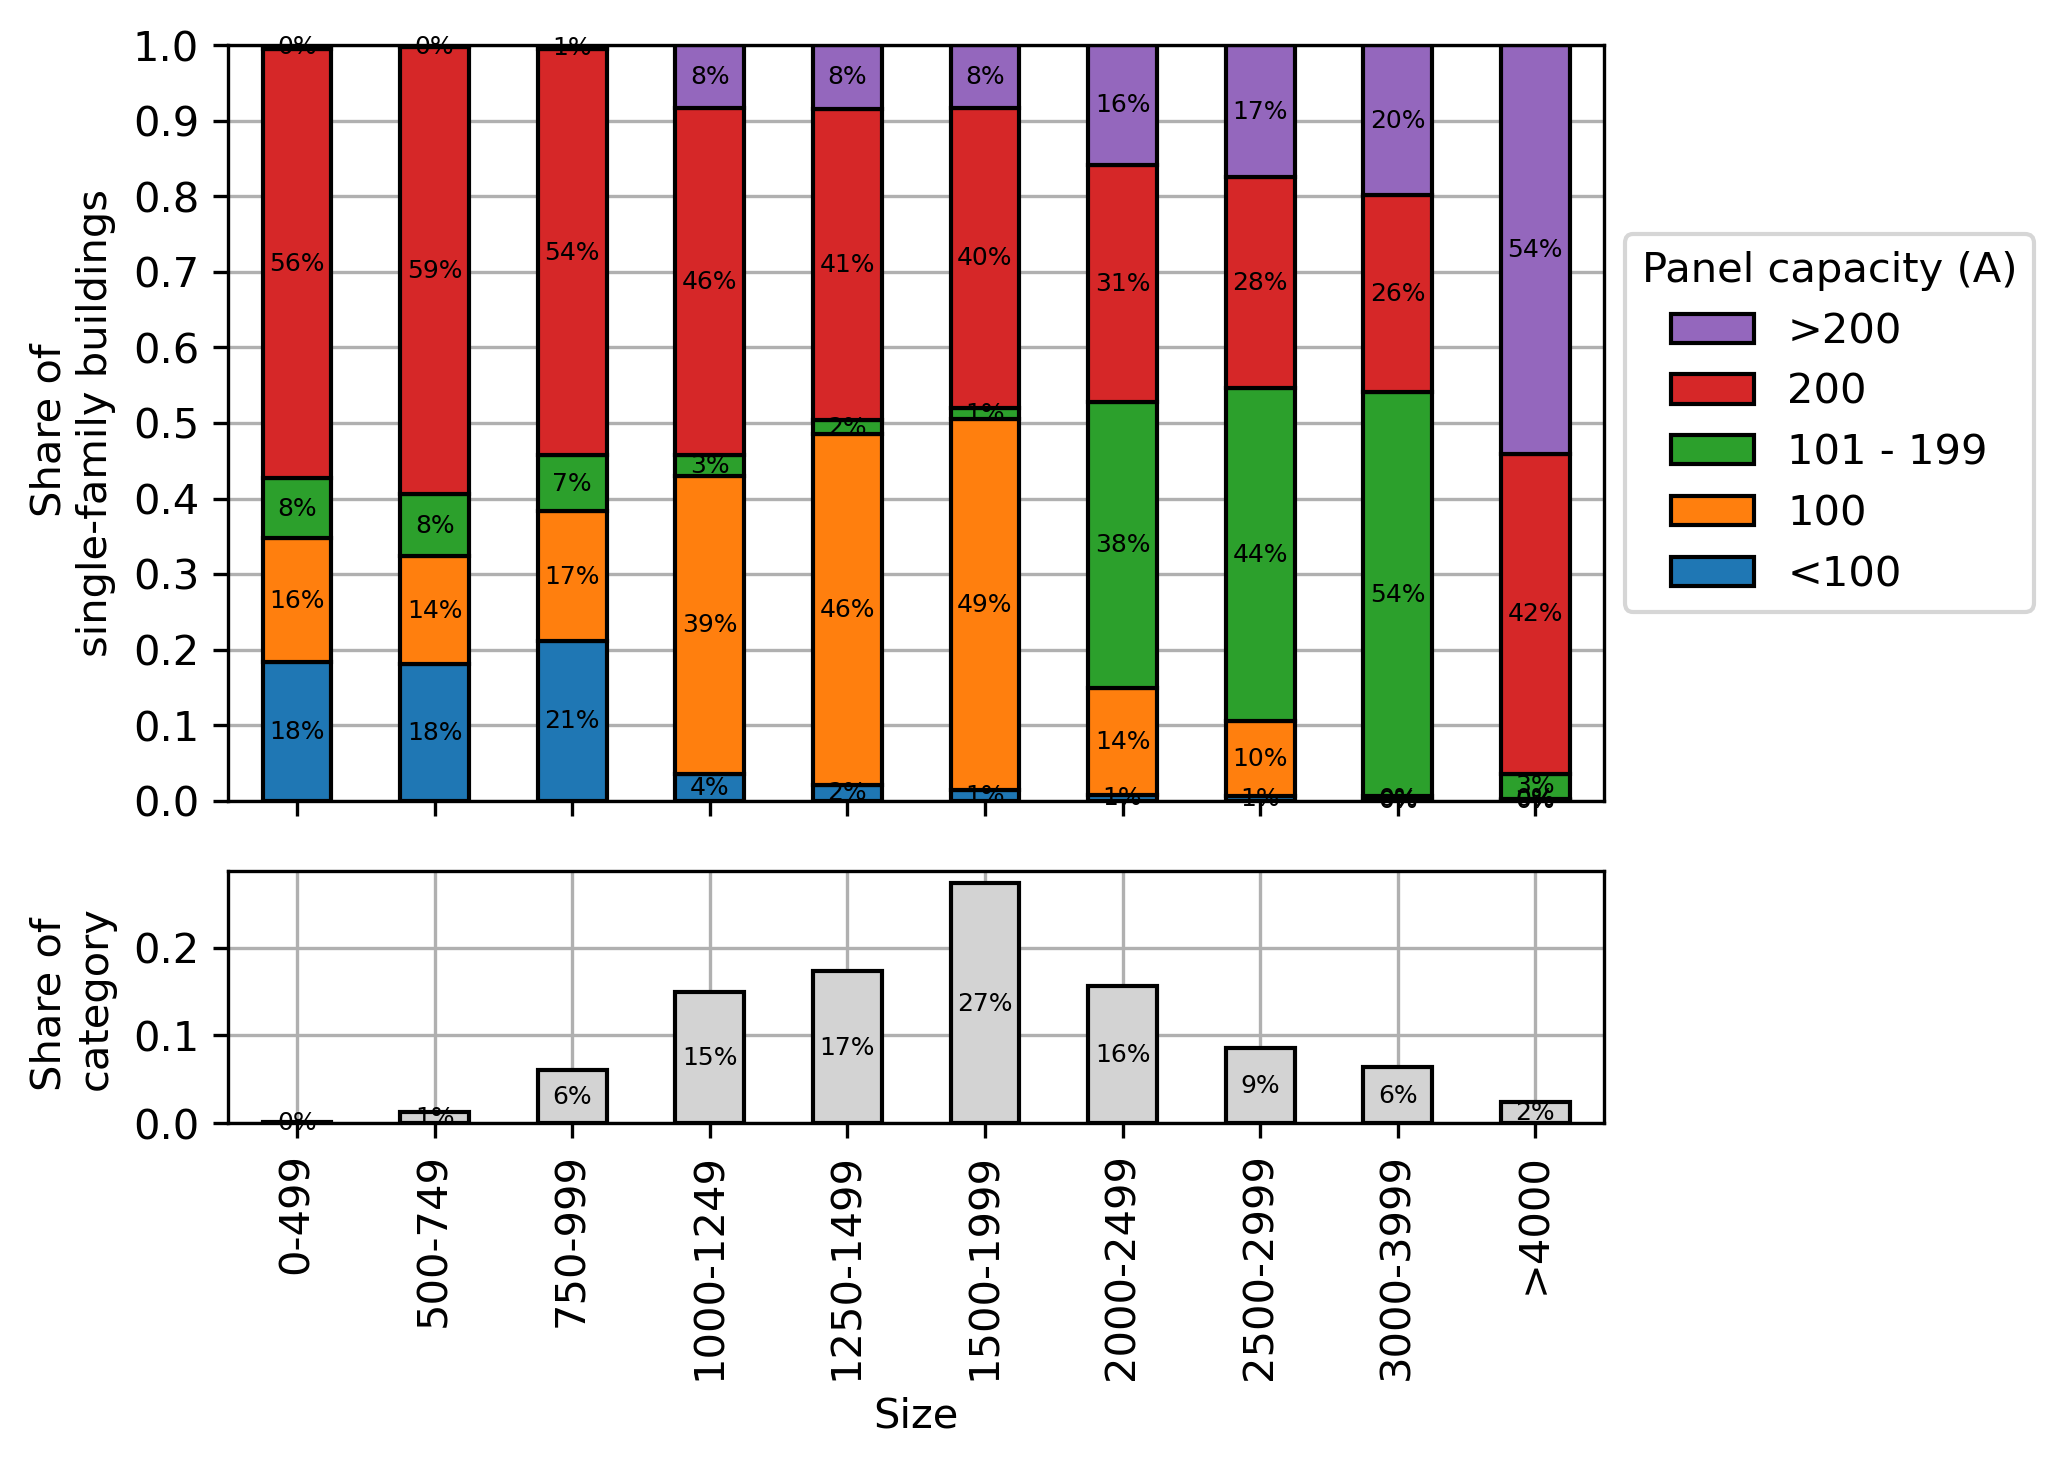 1.0
0.9
0.8
0.7
0.6
0.5
0.4
0.3
0.2
0.1
0.0
Share of
single-family buildings
0% 0% 1% 8% 8% 8% 16% 17% 20% 54%
56% 59% 54% 46% 41% 40% 31% 28% 26% 42%
8% 8% 7% 3% 2% 1% 38% 44% 54% 3%
16% 14% 17% 39% 46% 49% 14% 10% 0% 0%
18% 18% 21% 4% 2% 1% 1% 1% 0% 0%
Panel capacity (A)
>200
200
101 - 199
100
<100
Share of
category
0.2
0.1
0.0
0% 1% 6% 15% 17% 27% 16% 9% 6% 2%
0-499
500-749
750-999
1000-1249
1250-1499
1500-1999
2000-2499
2500-2999
3000-3999
>4000
Size